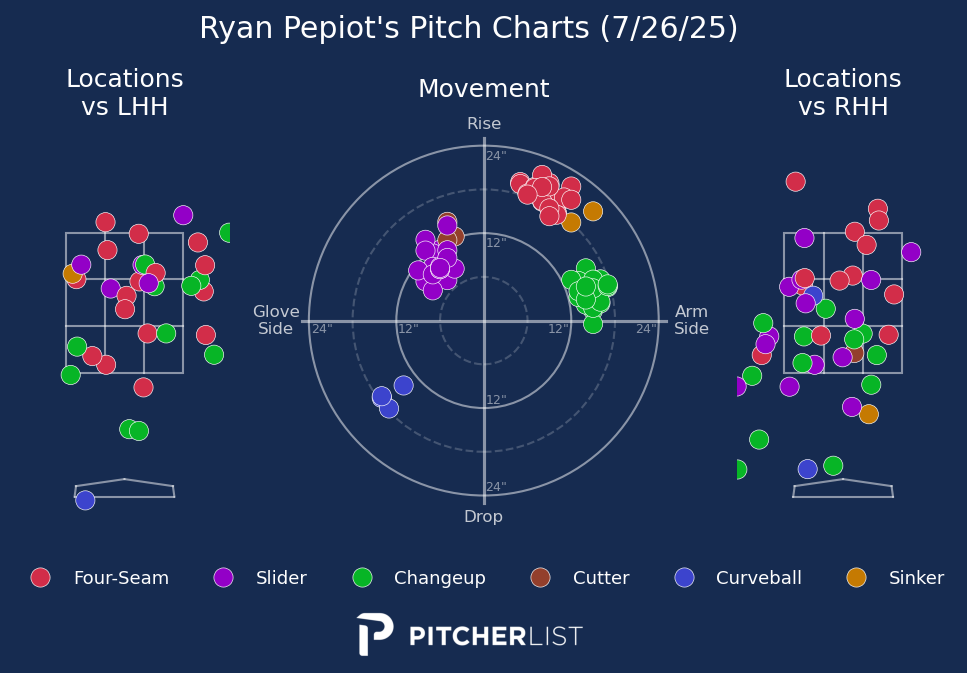 Ryan Pepiot's Pitch Charts (7/26/25)
Locations
vs LHH
Movement
Locations
vs RHH
Rise
24"
12"
Glove
Side
24"
12"
12"
24"
Arm
Side
12"
24"
Drop
Four-Seam
Slider
Changeup
Cutter
Curveball
Sinker
PITCHERLIST